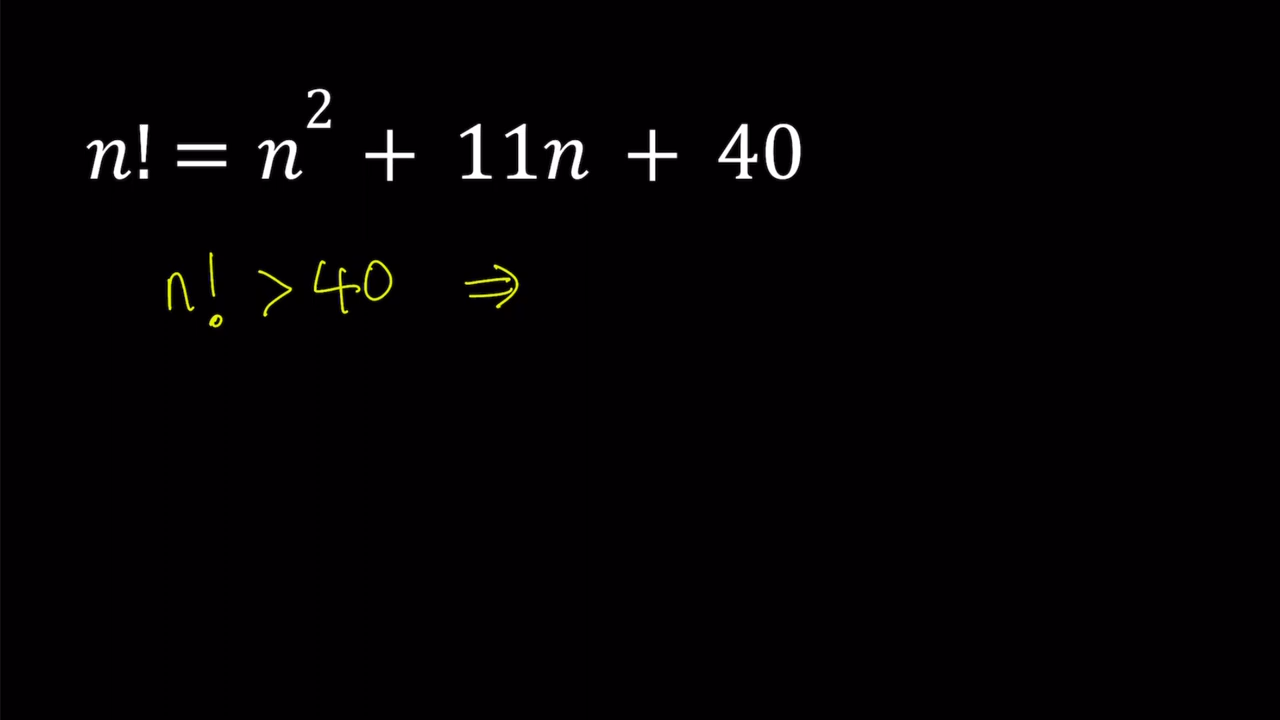 n! = n² + 11n + 40
n! > 40 ⇒